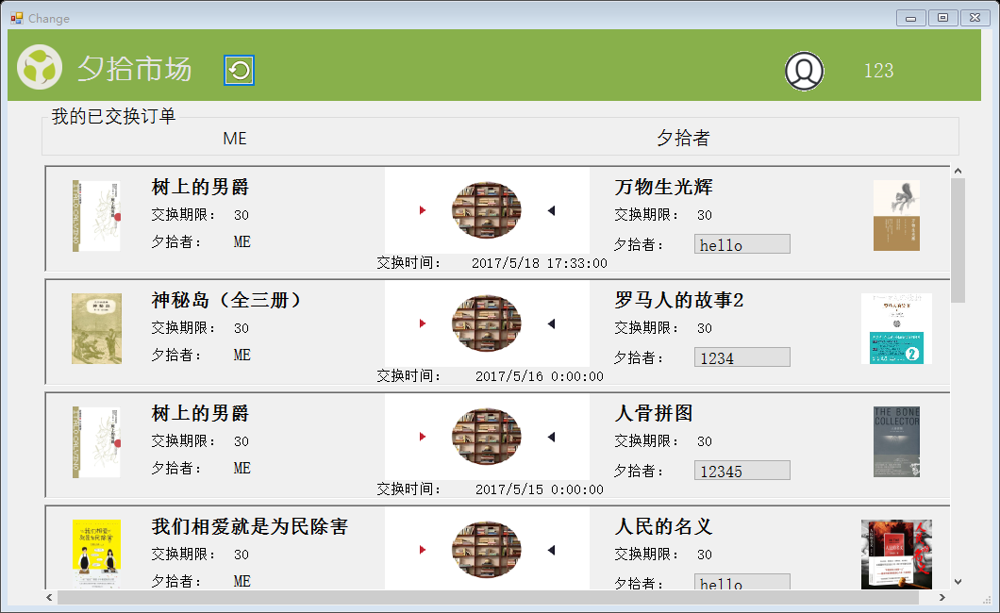 Change
夕拾市场
123
我的已交换订单
ME
夕拾者
树上的男爵
交换期限： 30
夕拾者： ME
交换时间： 2017/5/18 17:33:00
万物生光辉
交换期限： 30
夕拾者： hello
神秘岛（全三册）
交换期限： 30
夕拾者： ME
交换时间： 2017/5/16 0:00:00
罗马人的故事2
交换期限： 30
夕拾者： 1234
2
树上的男爵
交换期限： 30
夕拾者： ME
交换时间： 2017/5/15 0:00:00
人骨拼图
交换期限： 30
夕拾者： 12345
THE BONE
COLLECTOR
我们相爱就是为民除害
交换期限： 30
夕拾者： ME
人民的名义
交换期限： 30
夕拾者： hello